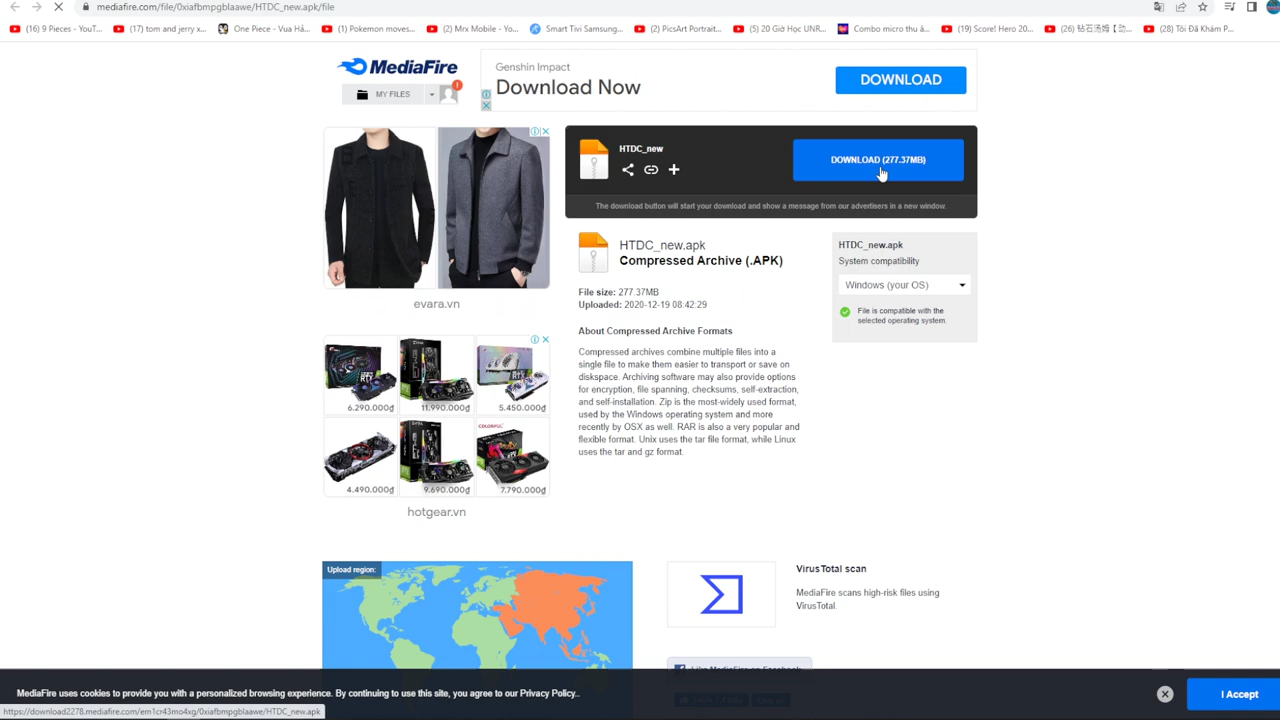 mediafire.com/file/0xiafbmpgblaawe/HTDC_new.apk/file
(16) 9 Pieces - YouT...
(17) tom and jerry x...
One Piece - Vua Hả...
(1) Pokemon moves...
(2) Mrx Mobile - Yo...
Smart Tivi Samsung...
(2) PicsArt Portrait...
(5) 20 Giờ Học UNR...
Combo micro thu â...
(19) Score! Hero 20...
(26) 钻石汤姆【动...
(28) Tôi Đã Khám P...
MediaFire
MY FILES
!
Genshin Impact
Download Now
DOWNLOAD
HTDC_new
DOWNLOAD (277.37MB)
The download button will start your download and show a message from our advertisers in a new window.
evara.vn
HTDC_new.apk
Compressed Archive (.APK)
File size: 277.37MB
Uploaded: 2020-12-19 08:42:29
About Compressed Archive Formats
Compressed archives combine multiple files into a
single file to make them easier to transport or save on
diskspace. Archiving software may also provide options
for encryption, file spanning, checksums, self-extraction,
and self-installation. Zip is the most-widely used format,
used by the Windows operating system and more
recently by OSX as well. RAR is also a very popular and
flexible format. Unix uses the tar file format, while Linux
uses the tar and gz format.
HTDC_new.apk
System compatibility
Windows (your OS)
File is compatible with the
selected operating system.
6.290.000₫
11.990.000₫
5.450.000₫
COLORFUL
4.490.000₫
9.690.000₫
7.790.000₫
hotgear.vn
Upload region:
VirusTotal scan
MediaFire scans high-risk files using
VirusTotal.
Like MediaFire on Facebook
MediaFire uses cookies to provide you with a personalized browsing experience. By continuing to use this site, you agree to our Privacy Policy..
I Accept
https://download2278.mediafire.com/em1cr43mo4xg/0xiafbmpgblaawe/HTDC_new.apk